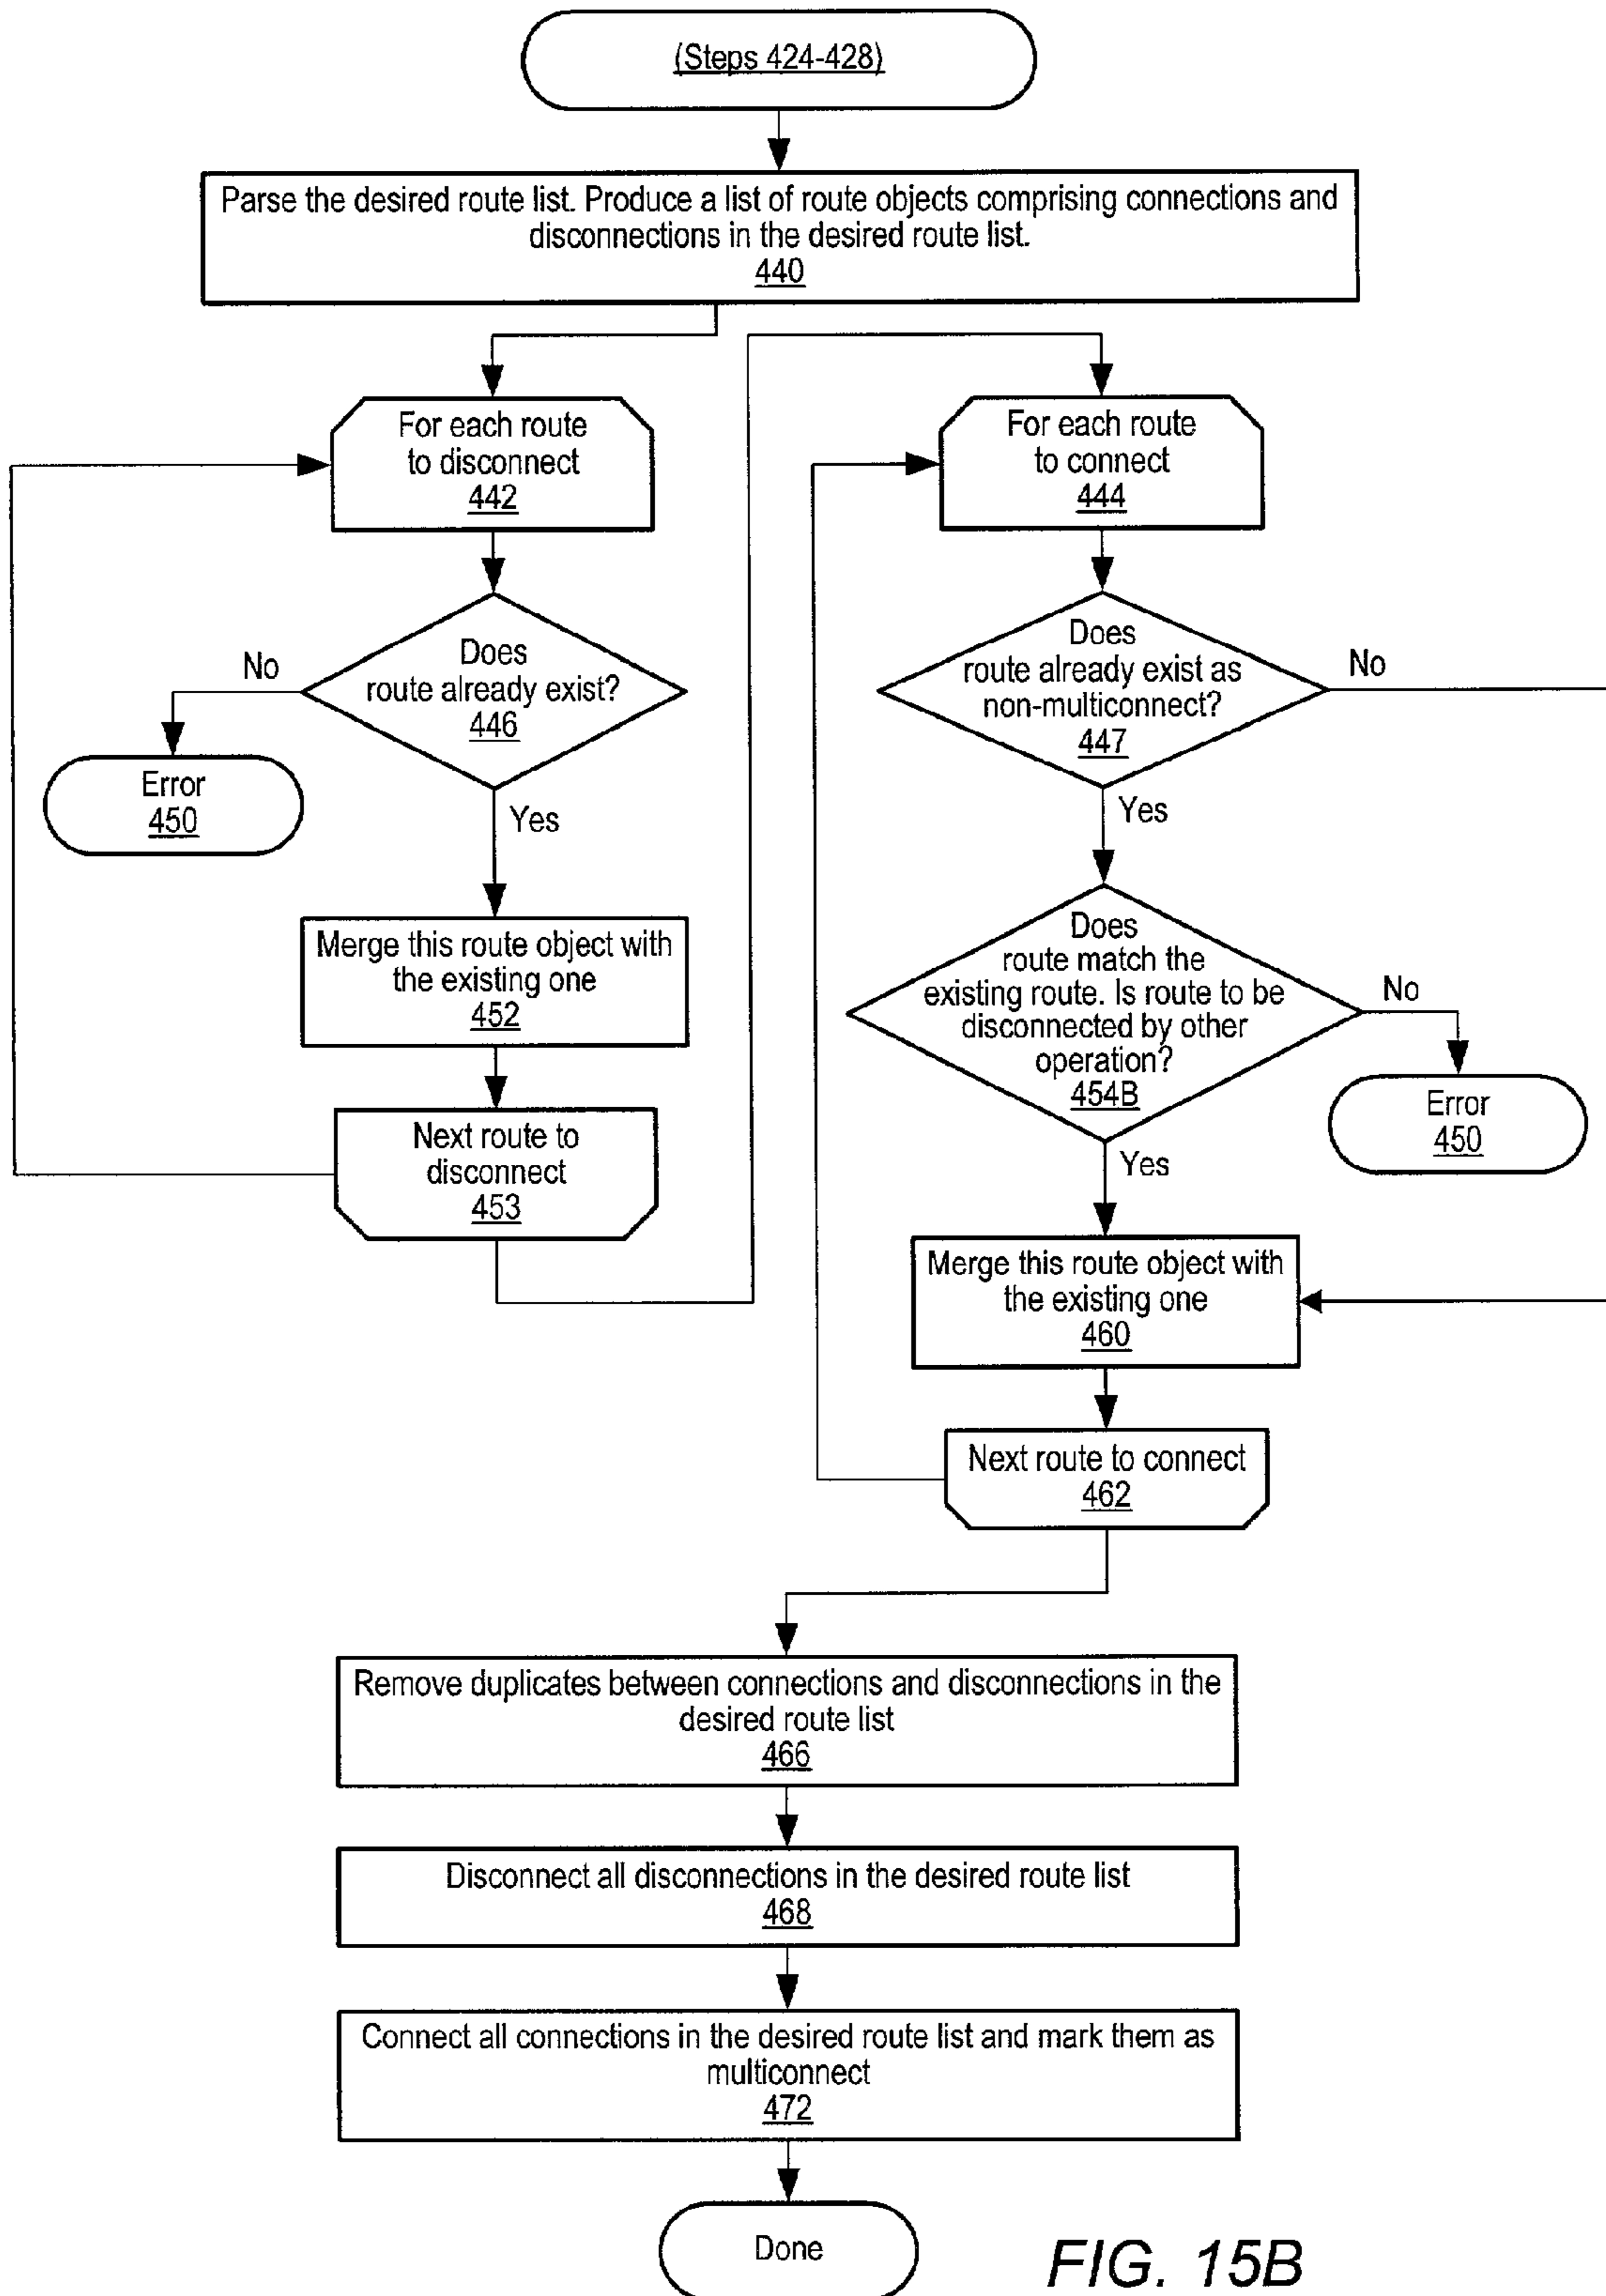 (Steps 424-428)
Parse the desired route list. Produce a list of route objects comprising connections and
disconnections in the desired route list.
440
For each route
to disconnect
442
For each route
to connect
444
Does
route already exist?
446
No
Yes
Error
450
Merge this route object with
the existing one
452
Next route to
disconnect
453
Does
route already exist as
non-multiconnect?
447
No
Yes
Does
route match the
existing route. Is route to be
disconnected by other
operation?
454B
No
Yes
Error
450
Merge this route object with
the existing one
460
Next route to connect
462
Remove duplicates between connections and disconnections in the
desired route list
466
Disconnect all disconnections in the desired route list
468
Connect all connections in the desired route list and mark them as
multiconnect
472
Done
FIG. 15B